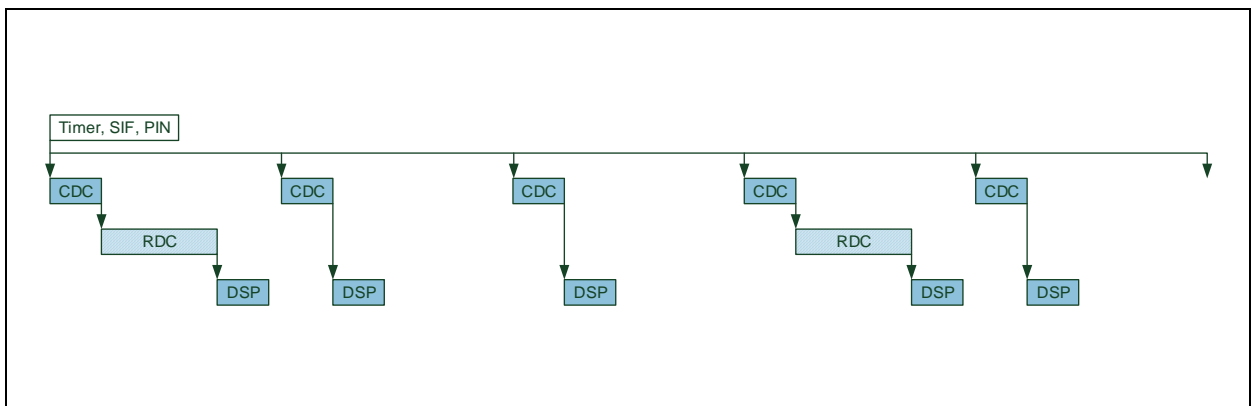 Timer, SIF, PIN
CDC
CDC
CDC
CDC
CDC
RDC
RDC
DSP
DSP
DSP
DSP
DSP